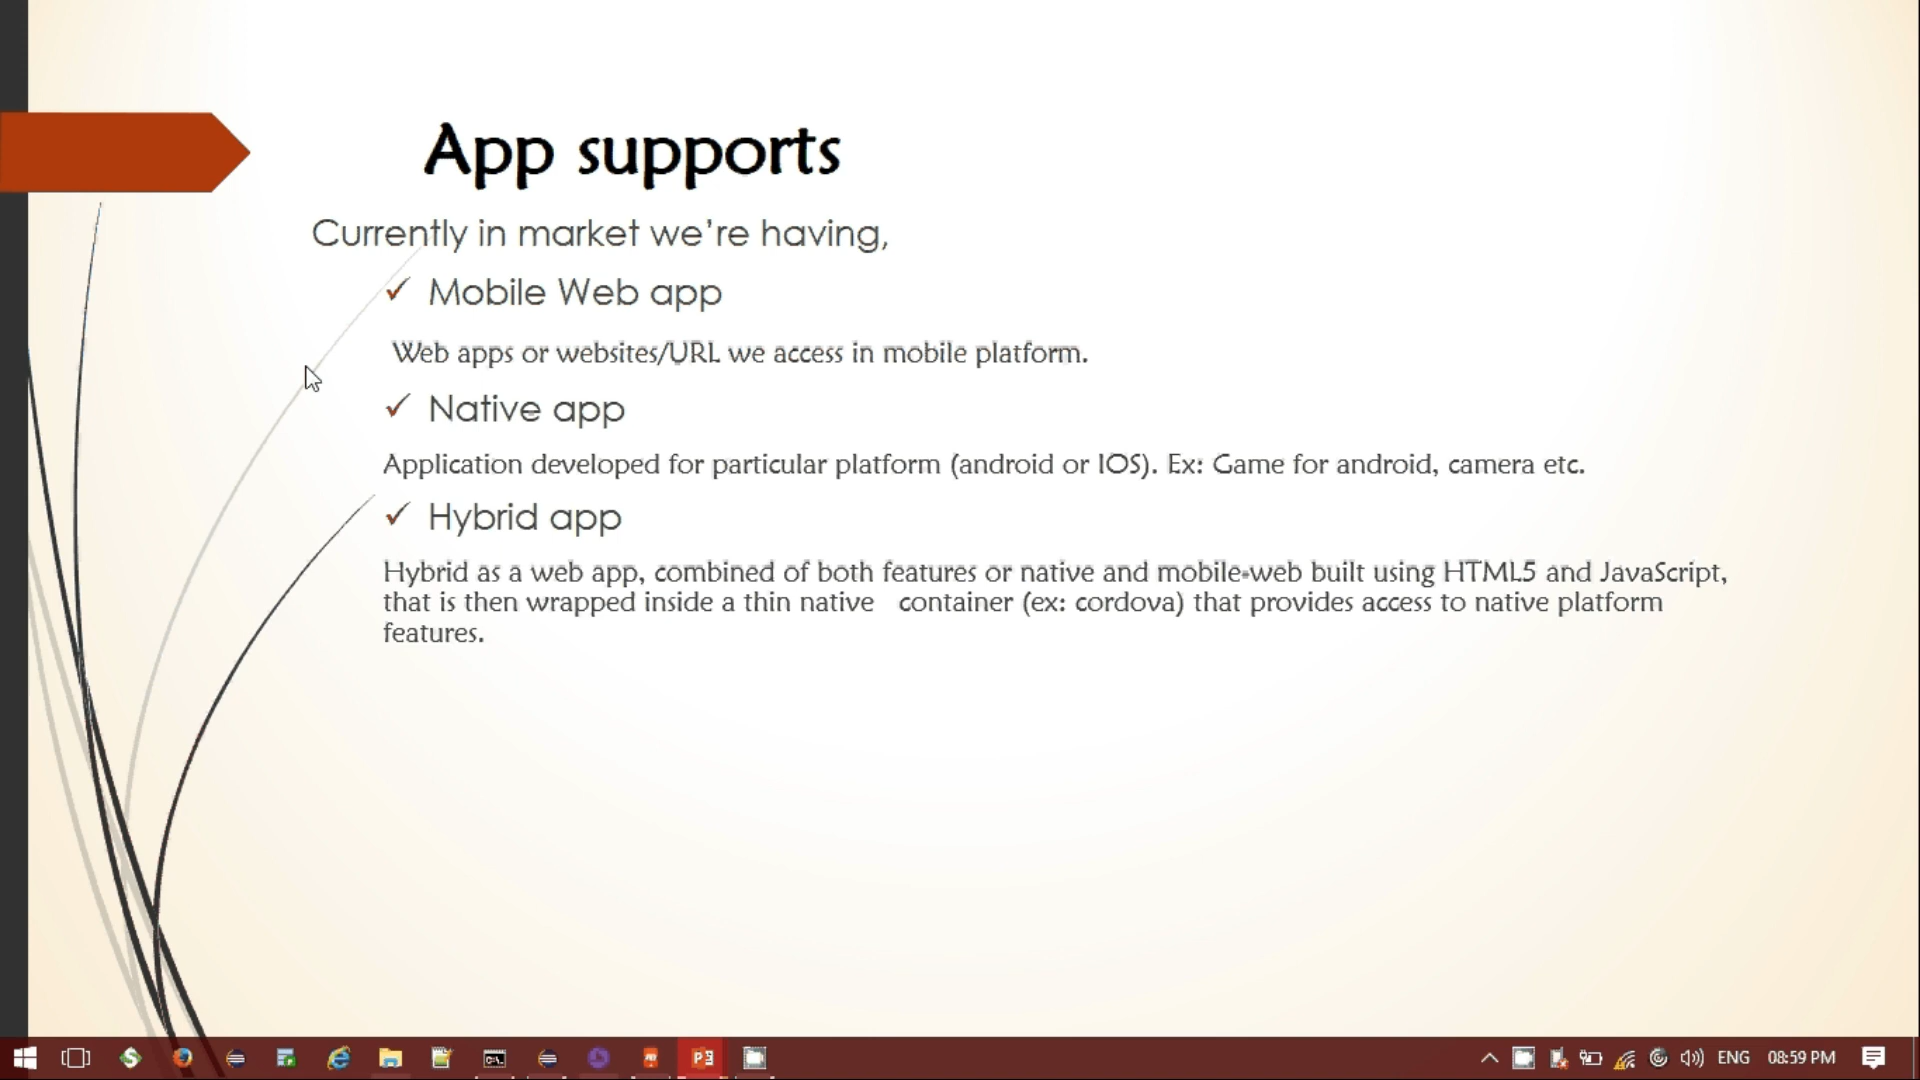 App supports
Currently in market we're having,
✓ Mobile Web app
Web apps or websites/URL we access in mobile platform.
✓ Native app
Application developed for particular platform (android or IOS). Ex: Game for android, camera etc.
✓ Hybrid app
Hybrid as a web app, combined of both features or native and mobile-web built using HTML5 and JavaScript,
that is then wrapped inside a thin native container (ex: cordova) that provides access to native platform
features.
ENG 08:59 PM